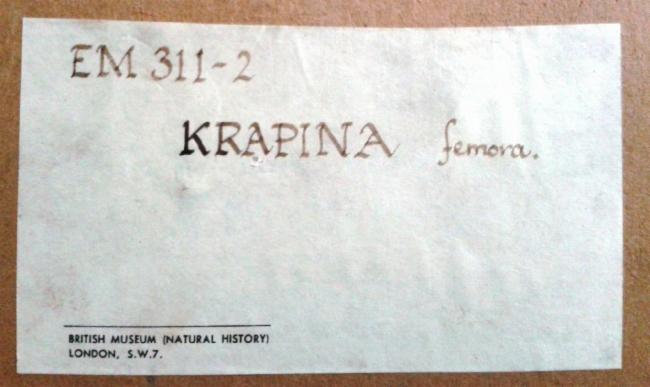 EM 311-2
KRAPINA femora.
BRITISH MUSEUM (NATURAL HISTORY)
LONDON, S.W.7.